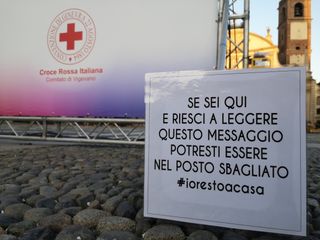 Croce Rossa Italiana
Comitato di Vigevano
SE SEI QUI
E RIESCI A LEGGERE
QUESTO MESSAGGIO
POTRESTI ESSERE
NEL POSTO SBAGLIATO
#iorestoacasa